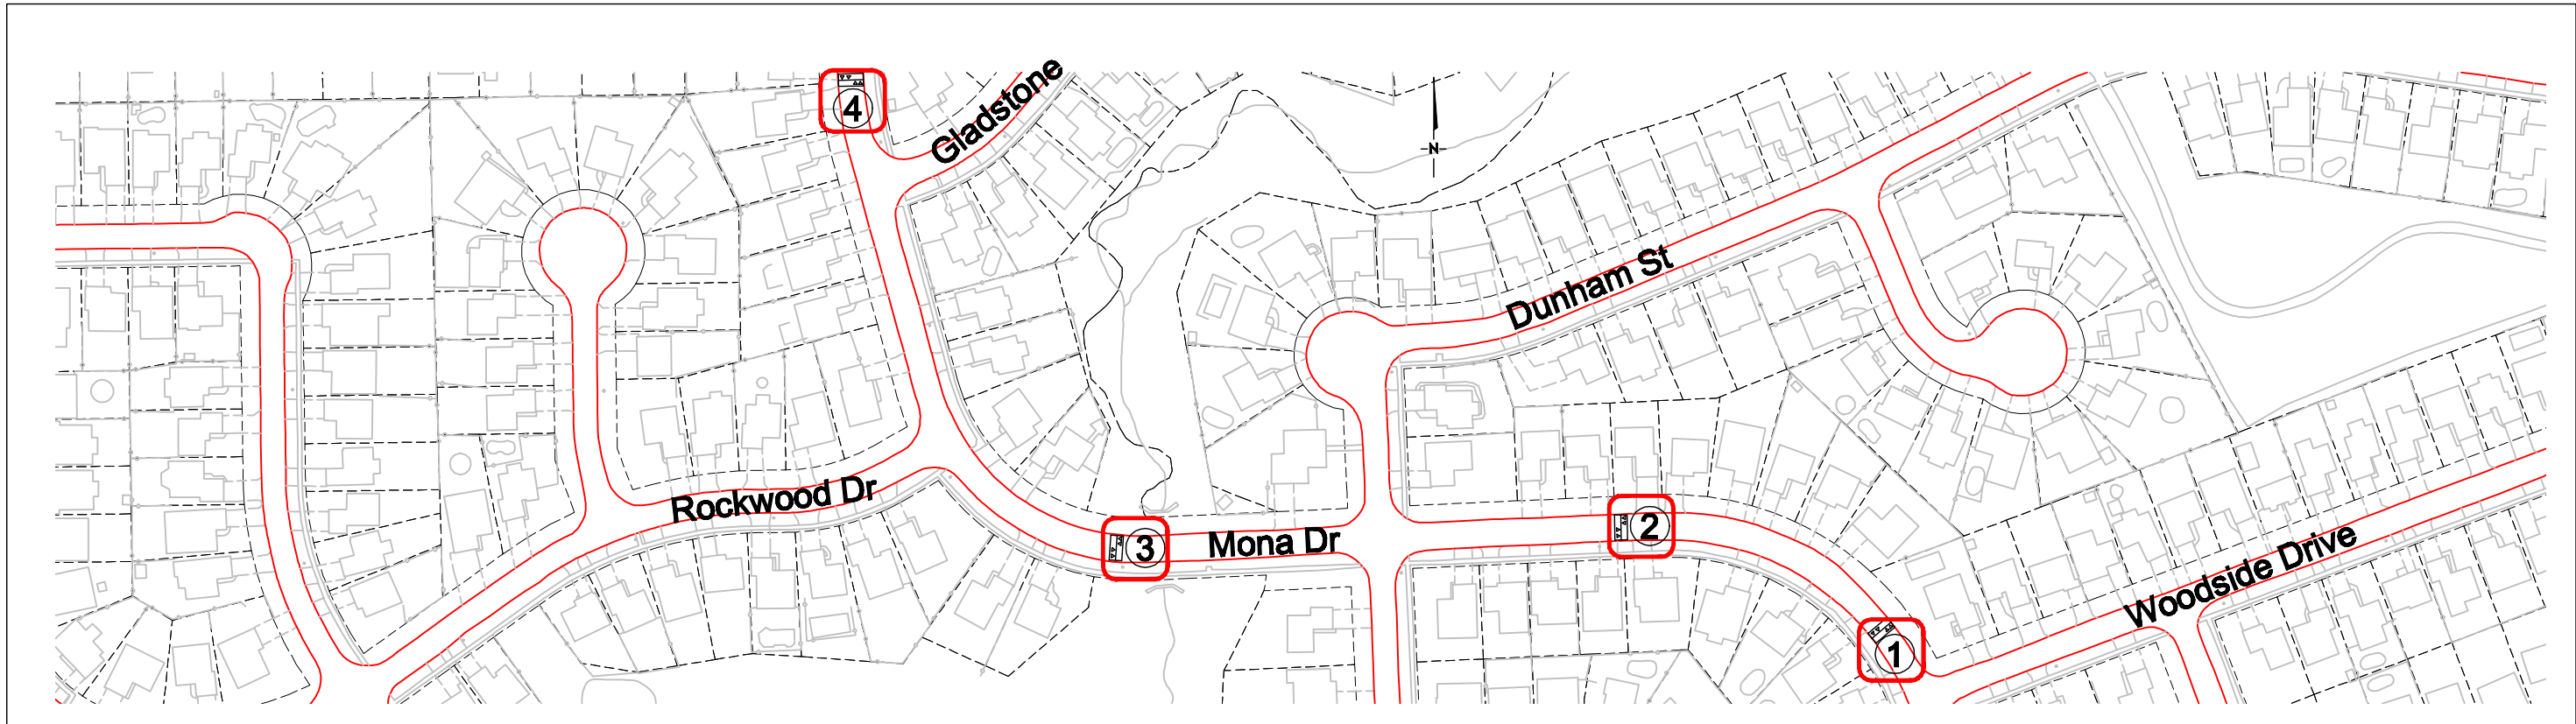 4
Gladstone
-N-
Dunham St
Rockwood Dr
3
Mona Dr
2
Woodside Drive
1